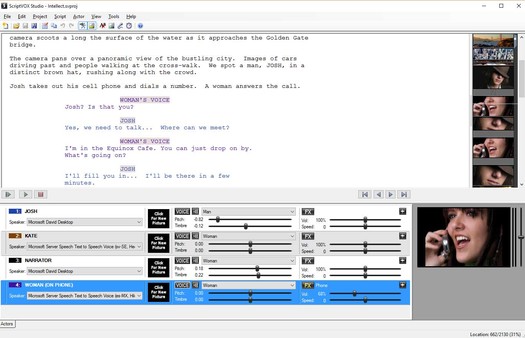 ScriptVOX Studio - Intellect.svproj
File Edit Project Script Actor View Tools Help
camera scoots a long the surface of the water as it approaches the Golden Gate
bridge.
The camera pans over a panoramic view of the bustling city. Images of cars
driving past and people walking at the cross-walk. We spot a man, JOSH, in a
distinct brown hat, rushing along with the crowd.
Josh takes out his cell phone and dials a number. A woman answers the call.
WOMAN'S VOICE
Josh? Is that you?
JOSH
Yes, we need to talk... Where can we meet?
WOMAN'S VOICE
I'm in the Equinox Cafe. You can just drop on by.
What's going on?
JOSH
I'll fill you in... I'll be there in a few
minutes.
1 JOSH
Speaker: Microsoft David Desktop
Click For New Picture
VOICE Man
Pitch: -0.82
Timbre: -0.12
FX
Vol: 100%
Speed: 0
2 KATE
Speaker: Microsoft Server Speech Text to Speech Voice (en-SE, He
Click For New Picture
VOICE Woman
Pitch: 0.00
Timbre: 0.00
FX
Vol: 100%
Speed: 0
3 NARRATOR
Speaker: Microsoft David Desktop
Click For New Picture
VOICE Woman
Pitch: 0.18
Timbre: 0.22
FX
Vol: 100%
Speed: 0
4 WOMAN (ON PHONE)
Speaker: Microsoft Server Speech Text to Speech Voice (es-MX, Hil
Click For New Picture
VOICE Woman
Pitch: 0.00
Timbre: 0.00
FX Phone
Speed: 0
Actors
Location: 662/2130 (31%)